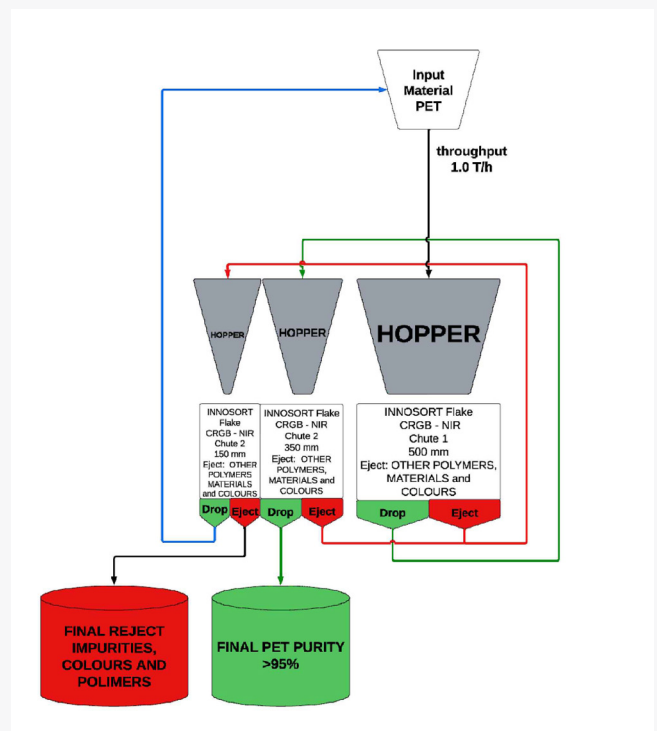 Input
Material
PET
throughput
1.0 T/h
HOPPER
HOPPER
HOPPER
INNOSORT
Flake
CRGB - NIR
Chute 2
150 mm
Eject: OTHER
POLYMERS
MATERIALS
and COLOURS
Drop
Eject
INNOSORT Flake
CRGB - NIR
Chute 2
350 mm
Eject: OTHER
POLYMERS,
MATERIALS and
COLOURS
Drop
Eject
INNOSORT Flake
CRGB - NIR
Chute 1
500 mm
Eject: OTHER POLYMERS,
MATERIALS and
COLOURS
Drop
Eject
FINAL REJECT
IMPURITIES,
COLOURS AND
POLIMERS
FINAL PET PURITY
>95%